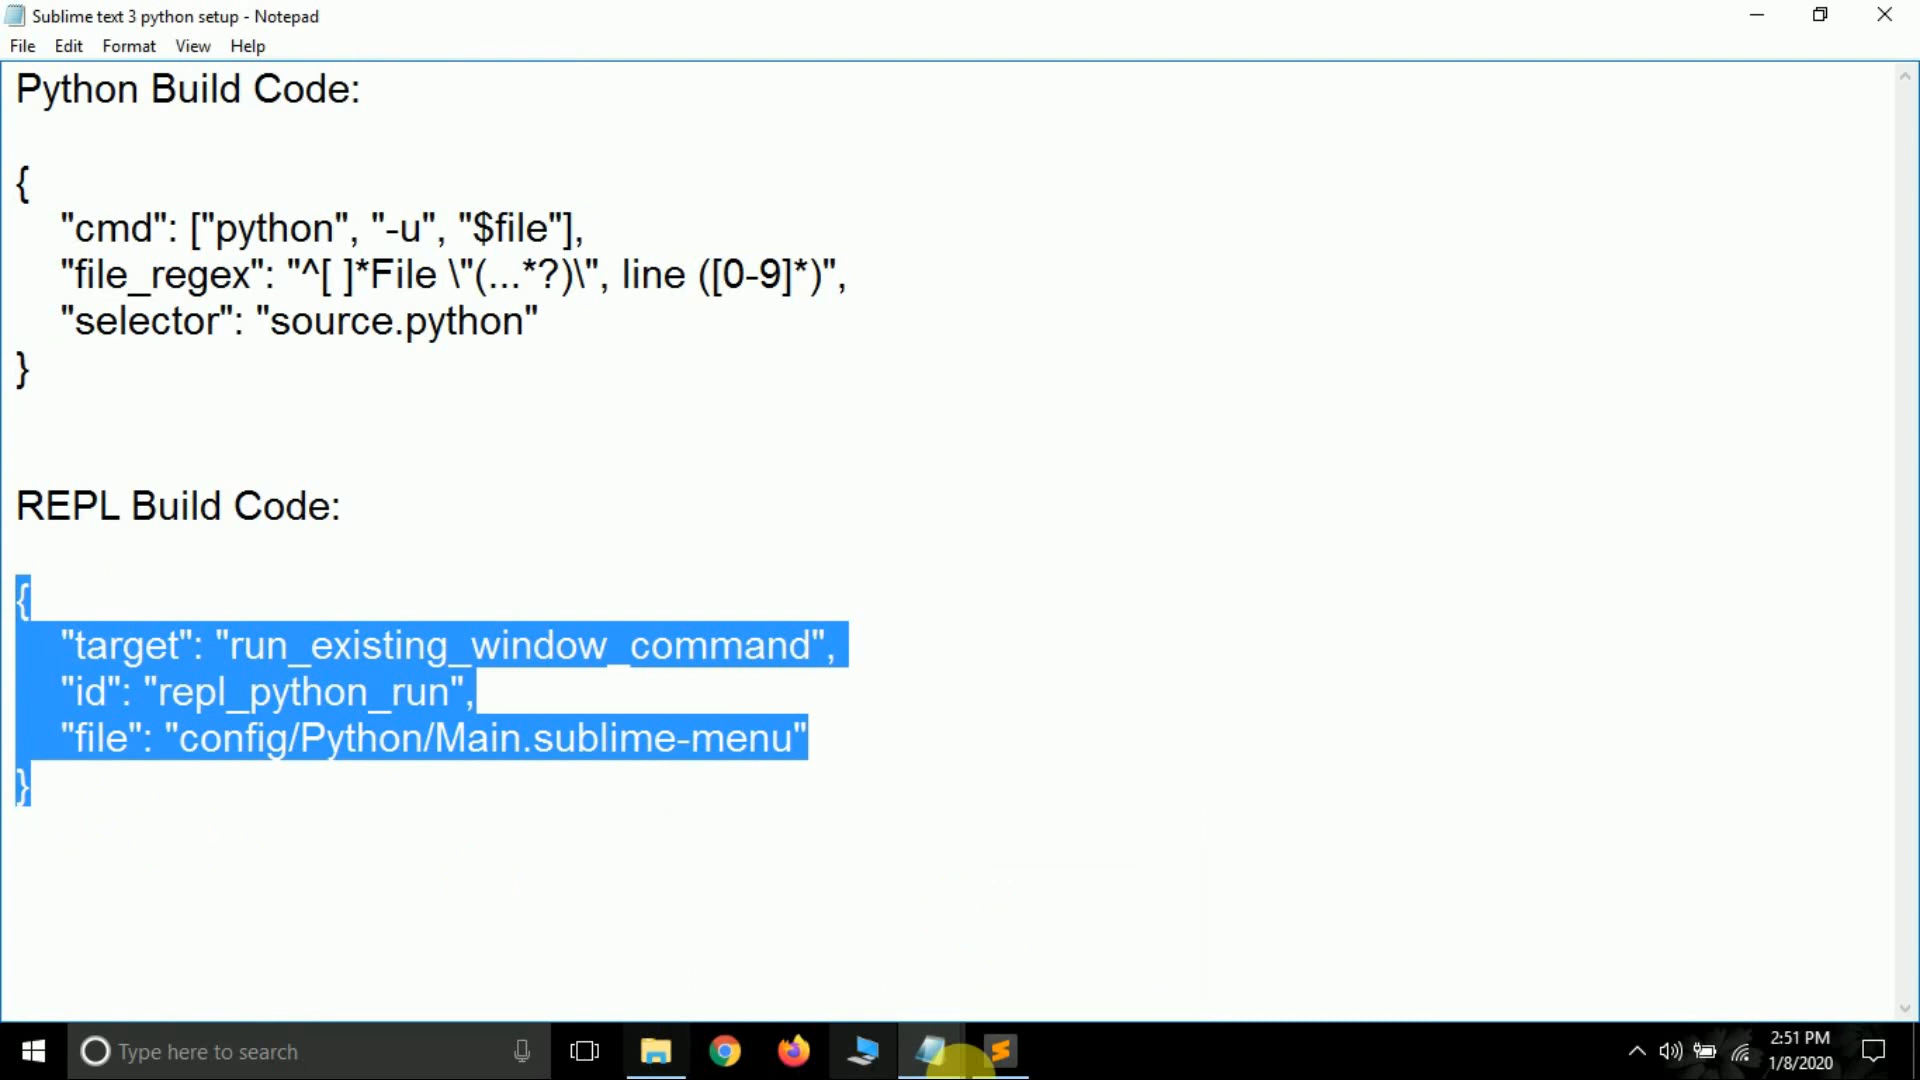 Sublime text 3 python setup - Notepad
File Edit Format View Help
Python Build Code:
{
"cmd": ["python", "-u", "$file"],
"file_regex": "^[ ]*File \"(...*?)\", line ([0-9]*)",
"selector": "source.python"
}
REPL Build Code:
{
"target": "run_existing_window_command",
"id": "repl_python_run",
"file": "config/Python/Main.sublime-menu"
}
Type here to search
2:51 PM
1/8/2020